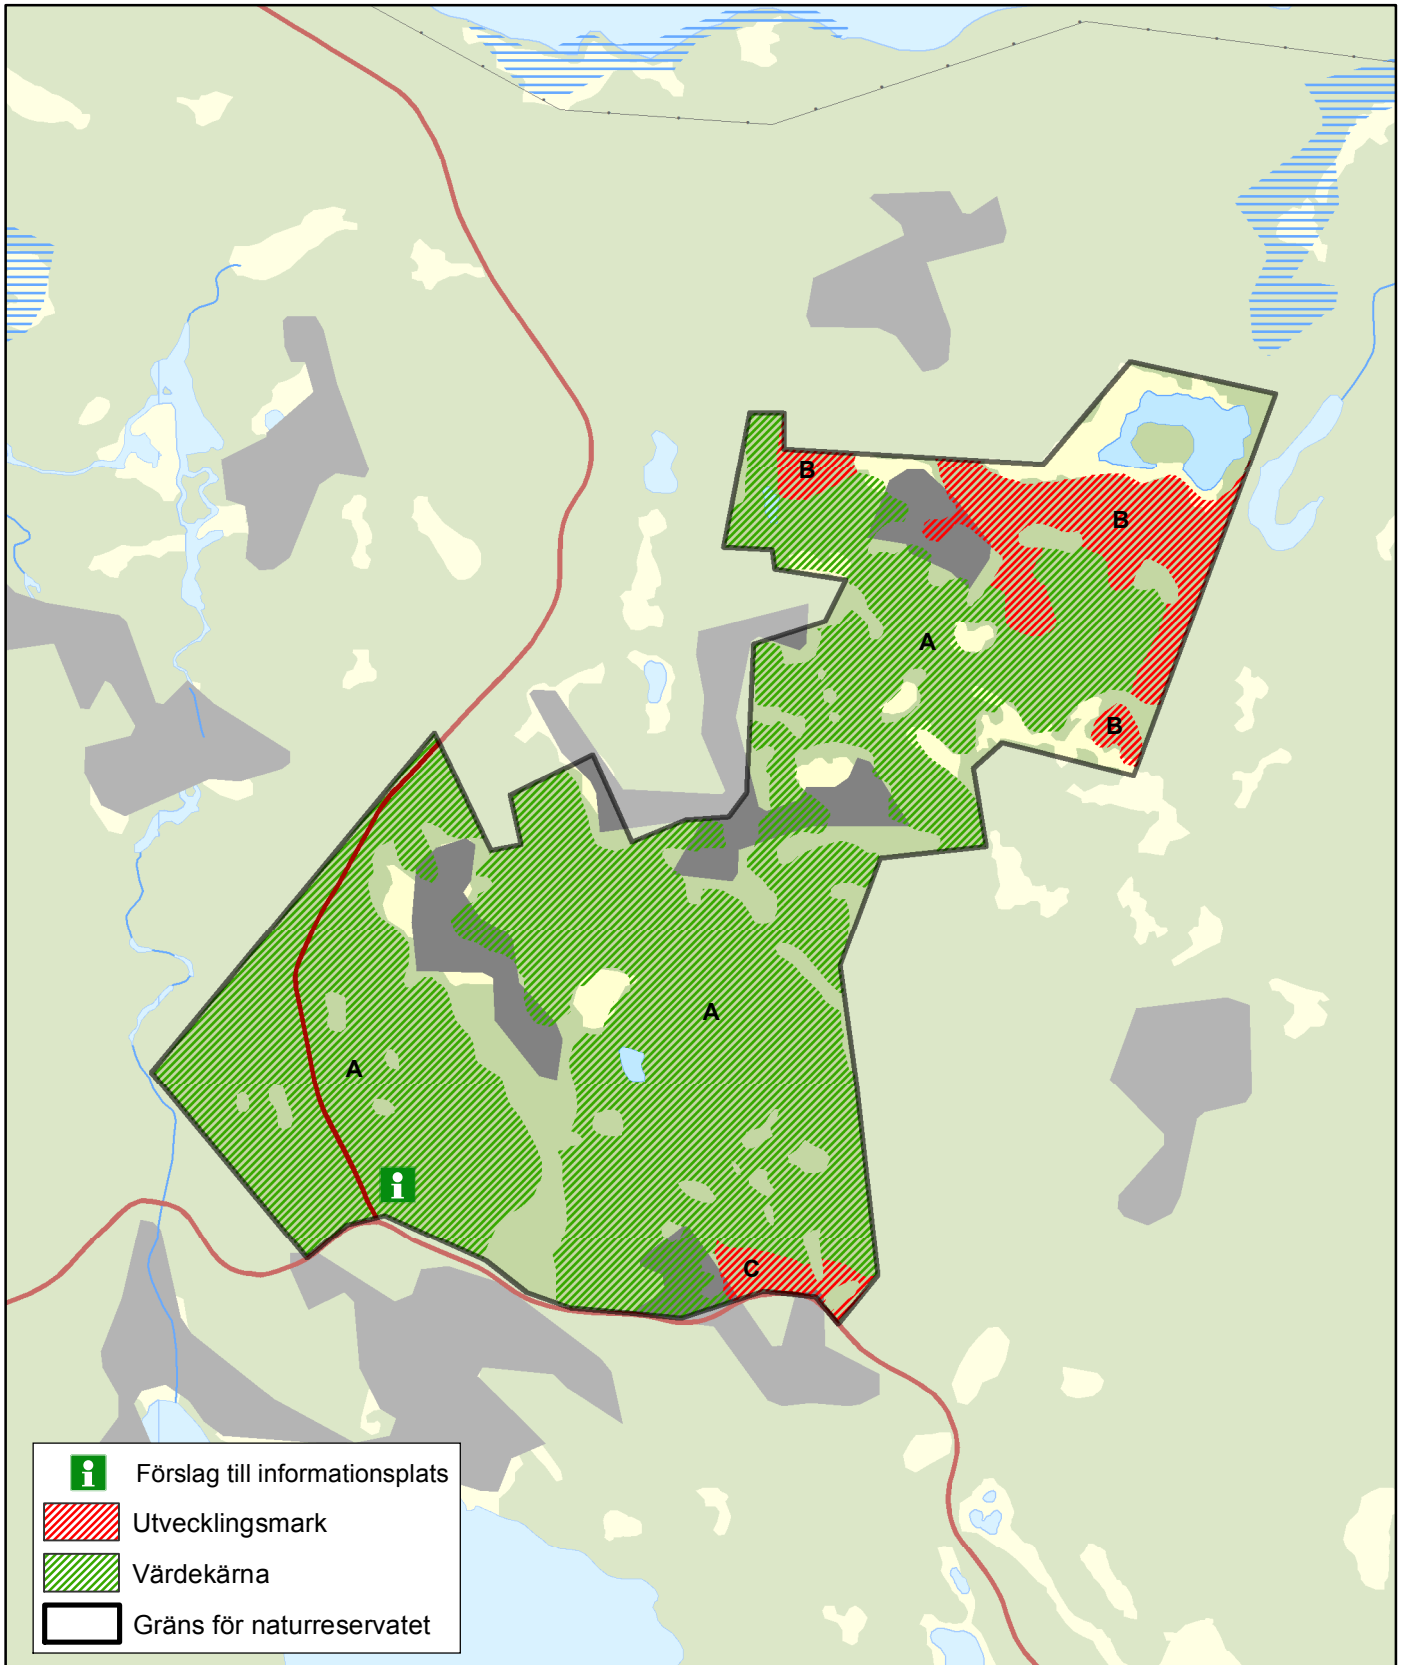 B
B
A
B
A
A
C
Förslag till informationsplats
Utvecklingsmark
Värdekärna
Gräns för naturreservatet